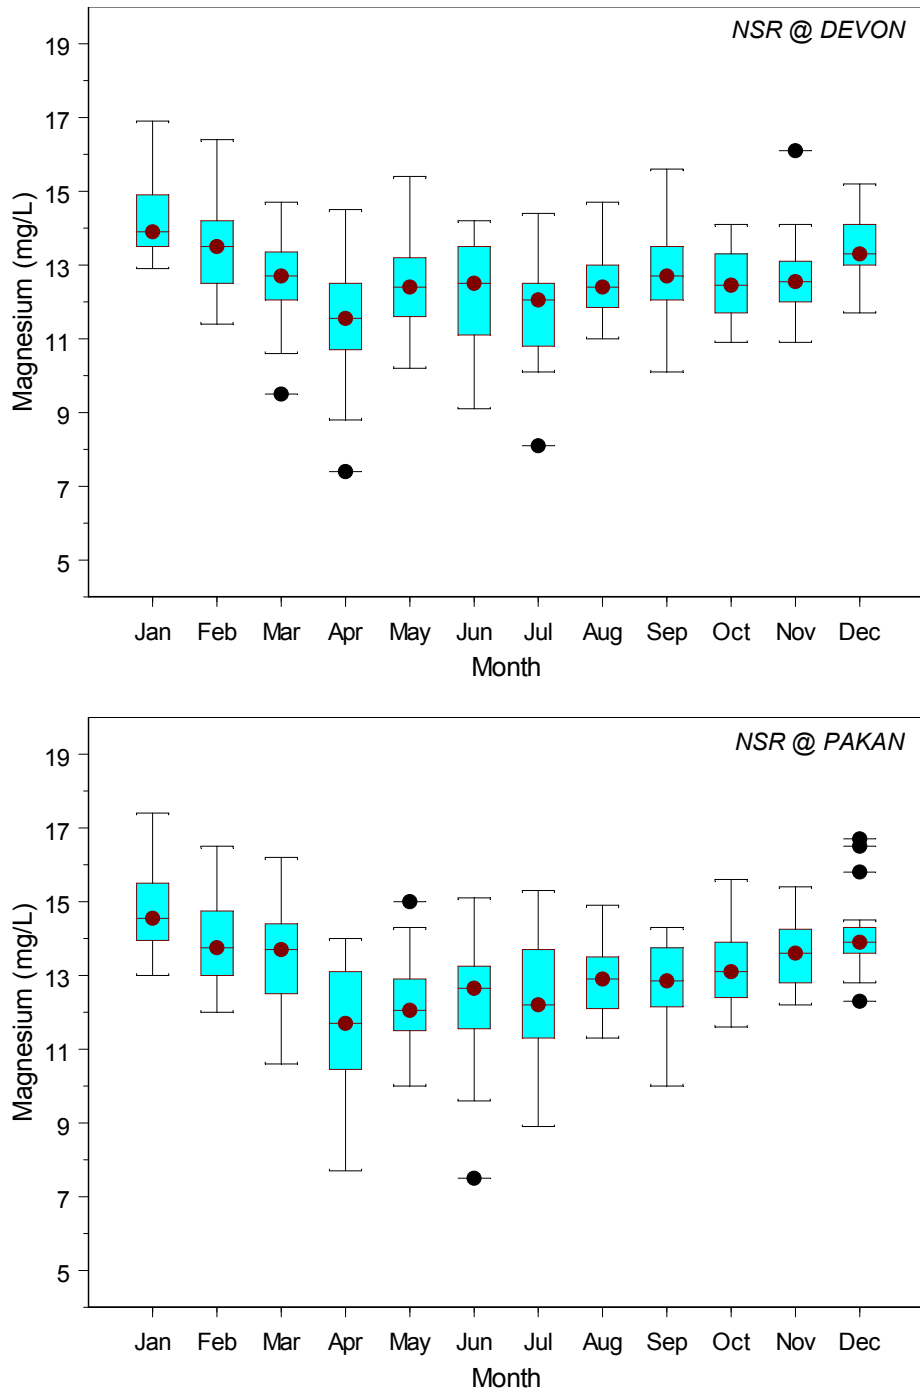 NSR @ DEVON
19
17
15
13
11
9
7
5
Magnesium (mg/L)
Jan Feb Mar Apr May Jun Jul Aug Sep Oct Nov Dec
Month
NSR @ PAKAN
19
17
15
13
11
9
7
5
Magnesium (mg/L)
Jan Feb Mar Apr May Jun Jul Aug Sep Oct Nov Dec
Month